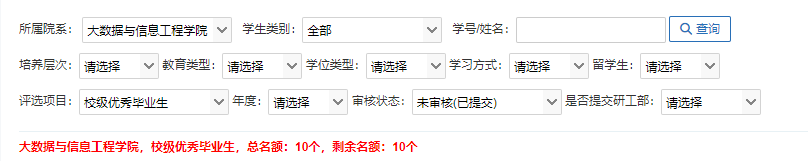 所属院系： 大数据与信息工程学院 学生类别： 全部 学号/姓名： 查询
培养层次： 请选择 教育类型： 请选择 学位类型： 请选择 学习方式： 请选择 留学生： 请选择
评选项目： 校级优秀毕业生 年度： 请选择 审核状态： 未审核(已提交) 是否提交研工部： 请选择
大数据与信息工程学院，校级优秀毕业生，总名额：10个，剩余名额：10个